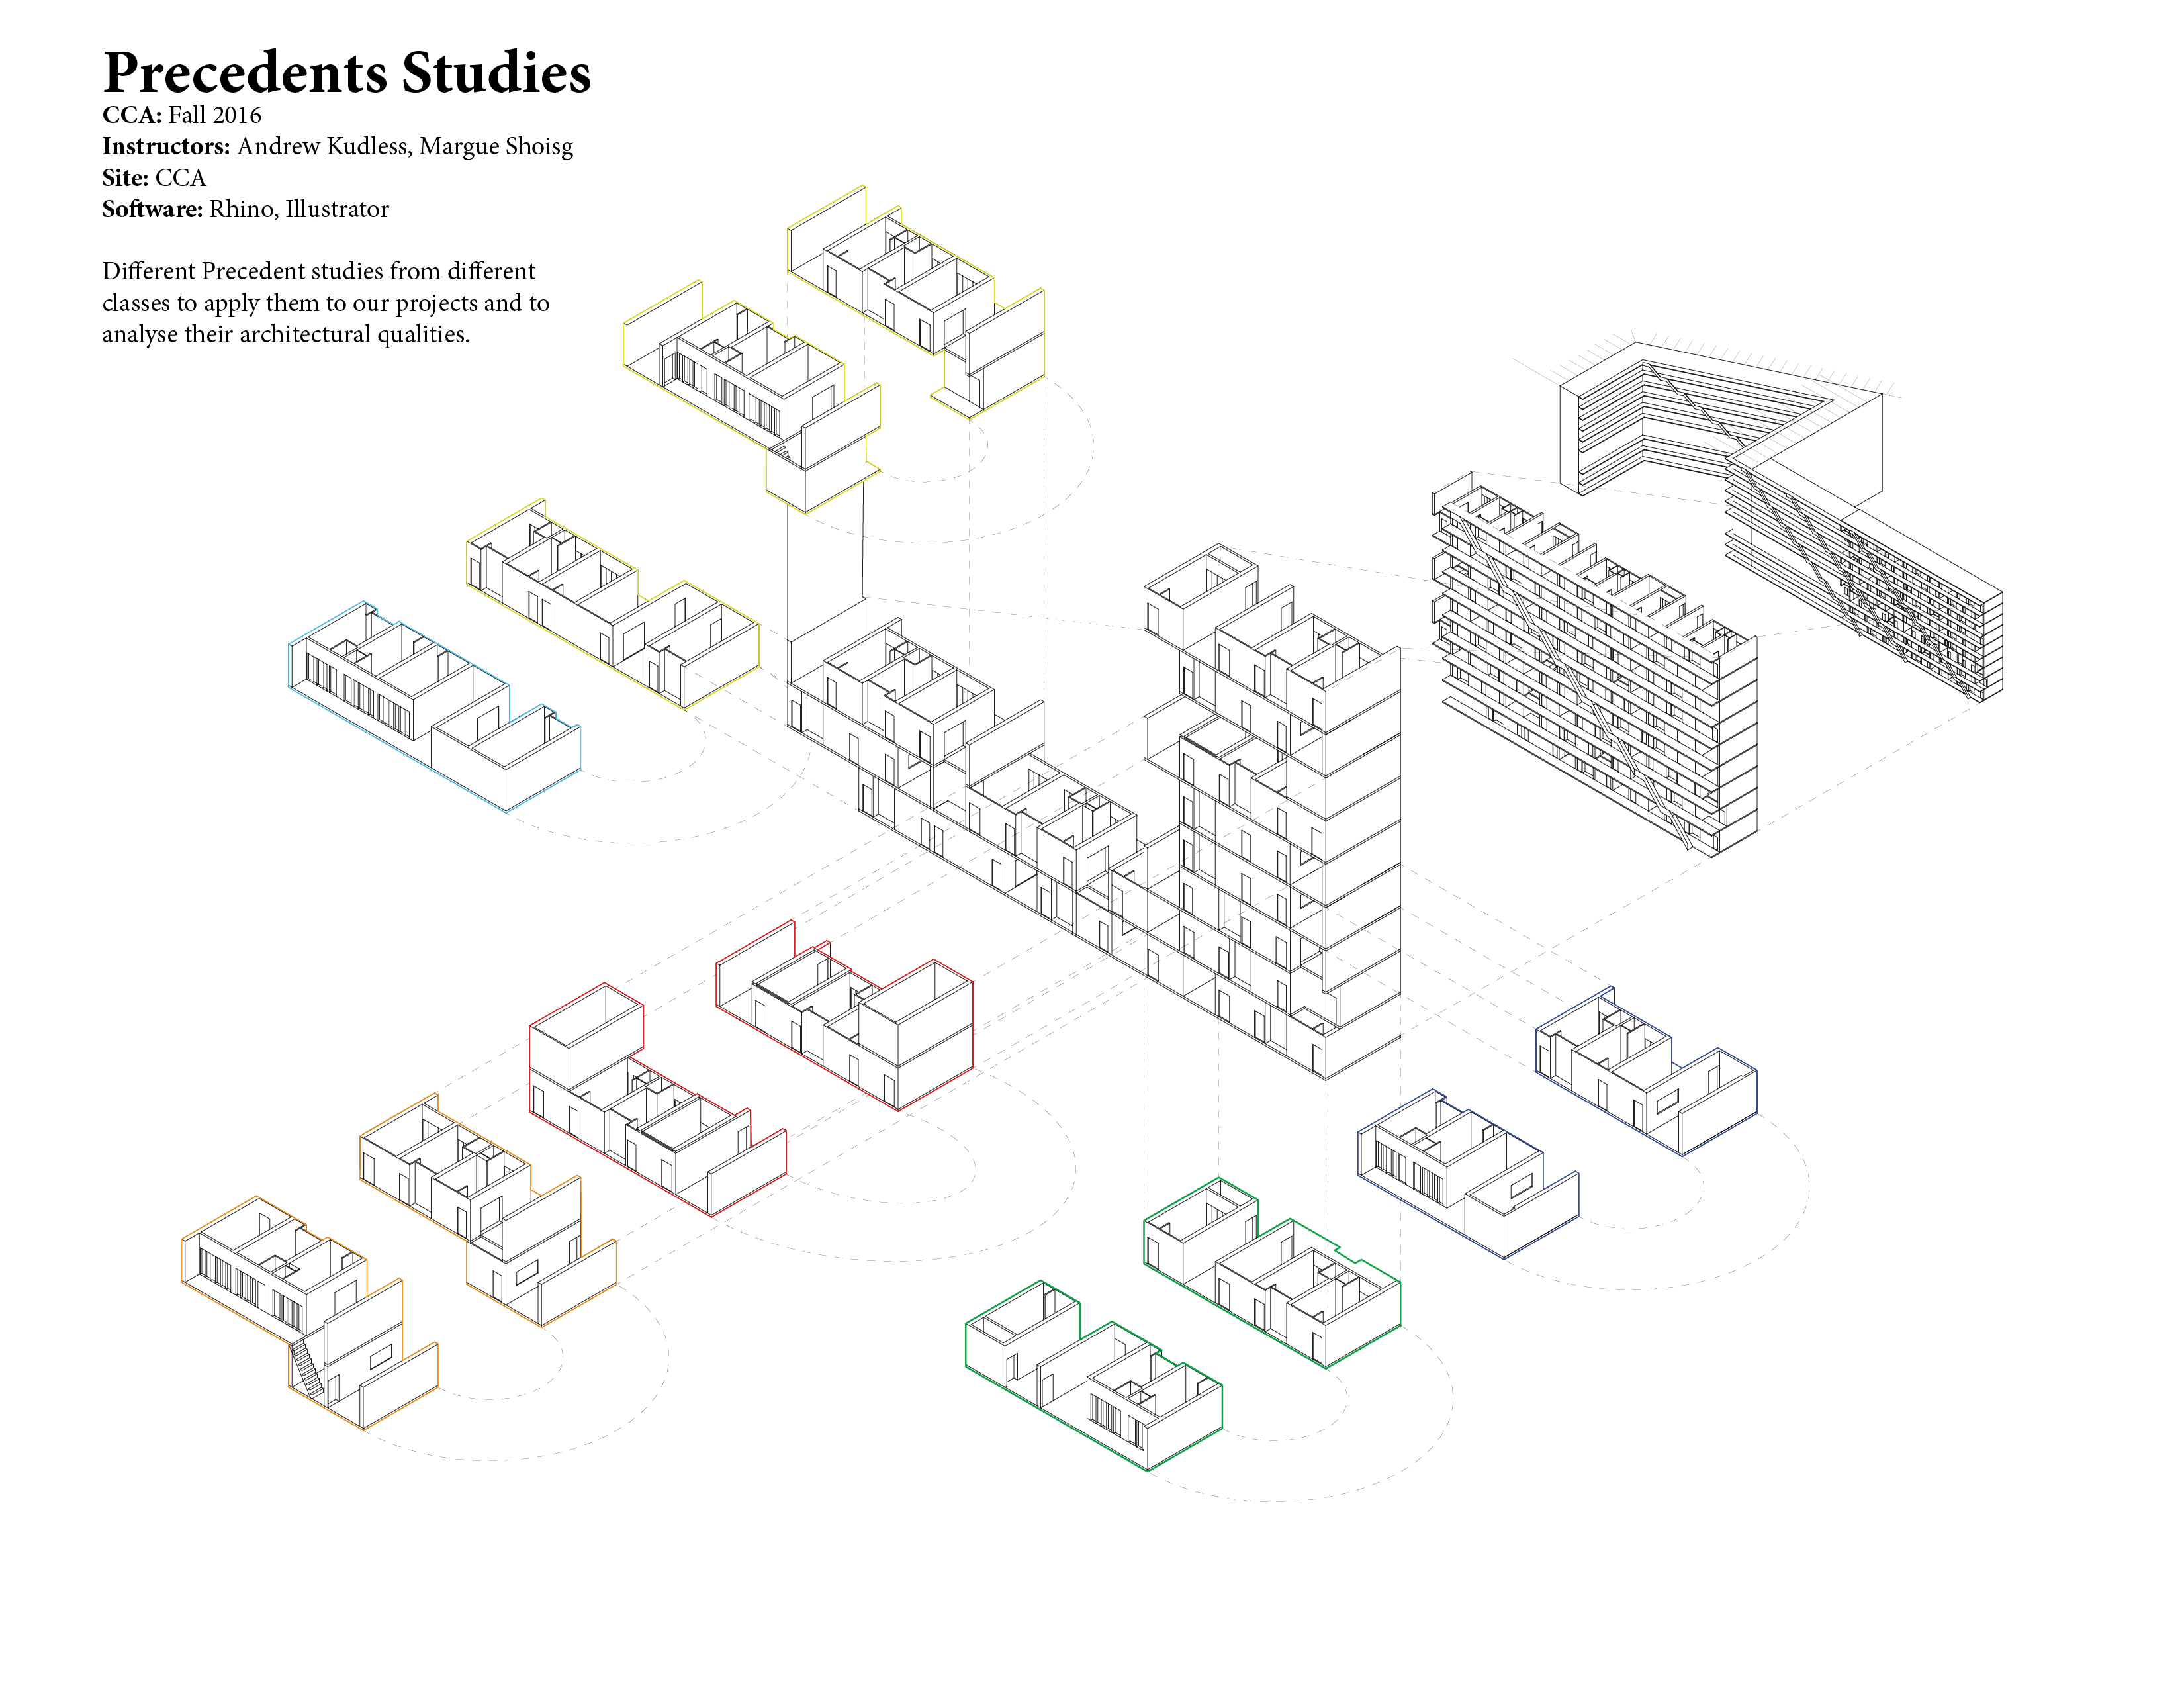 Precedents Studies
CCA: Fall 2016
Instructors: Andrew Kudless, Margue Shoisg
Site: CCA
Software: Rhino, Illustrator
Different Precedent studies from different
classes to apply them to our projects and to
analyse their architectural qualities.